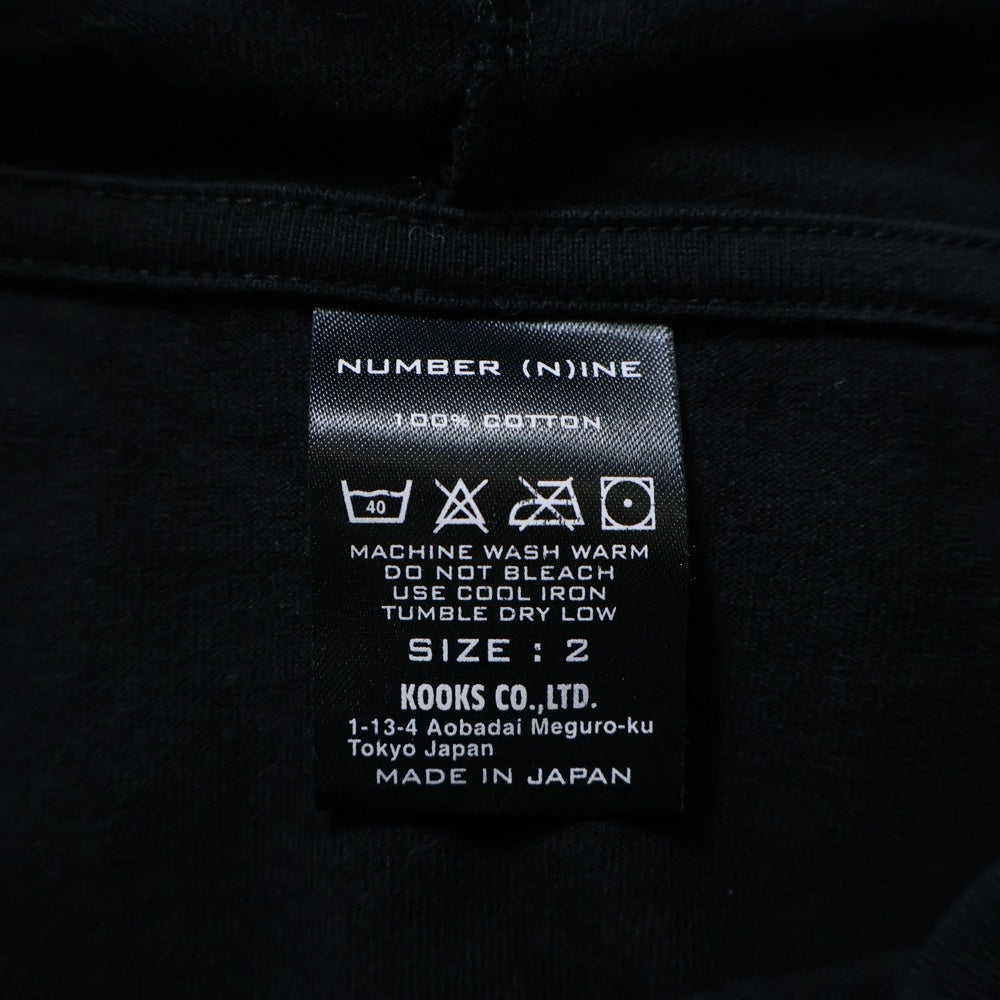 NUMBER (N)INE
100% COTTON
40
MACHINE WASH WARM
DO NOT BLEACH
USE COOL IRON
TUMBLE DRY LOW
SIZE : 2
KOOKS CO.,LTD.
1-13-4 Aobadai Meguro-ku
Tokyo Japan
MADE IN JAPAN